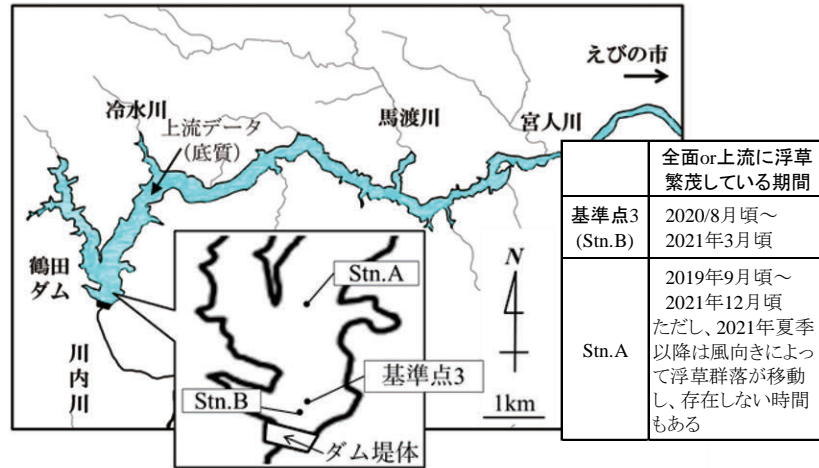 えびの市
冷水川
上流データ
(底質)
馬渡川
宮人川
鶴田
ダム
川内川
Stn.A
基準点3
Stn.B
ダム堤体
N
1km
全面or上流に浮草
繁茂している期間
基準点3
(Stn.B)
2020/8月頃～
2021年3月頃
Stn.A
2019年9月頃～
2021年12月頃
ただし、2021年夏季
以降は風向きによっ
て浮草群落が移動
し、存在しない時間
もある